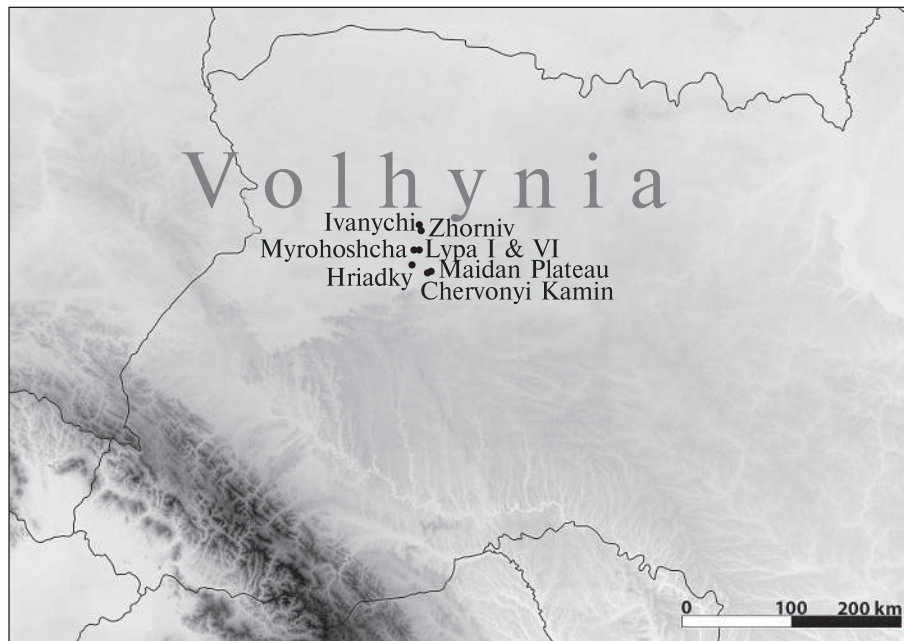 Volhynia
Ivanychi
Zhorniv
Myrohoshcha
Lypa I & VI
Hriadky
Maidan Plateau
Chervonyi Kamin
0 100 200 km